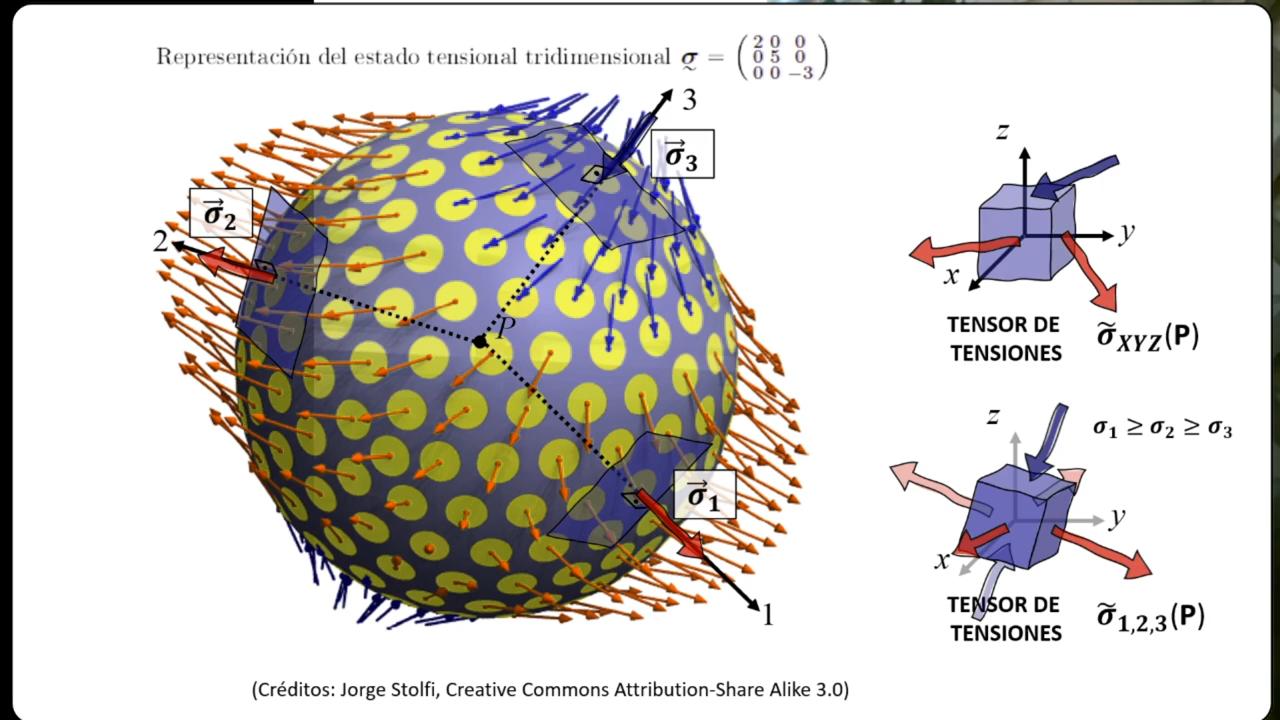 Representación del estado tensional tridimensional σ̰ = ( 2 0 0
0 5 0
0 0 −3 )
3
σ⃗₃
σ⃗₂
2
P
σ⃗₁
1
z
y
x
TENSOR DE
TENSIONES
σ̃XYZ(P)
z
σ₁ ≥ σ₂ ≥ σ₃
y
x
TENSOR DE
TENSIONES
σ̃₁,₂,₃(P)
(Créditos: Jorge Stolfi, Creative Commons Attribution-Share Alike 3.0)